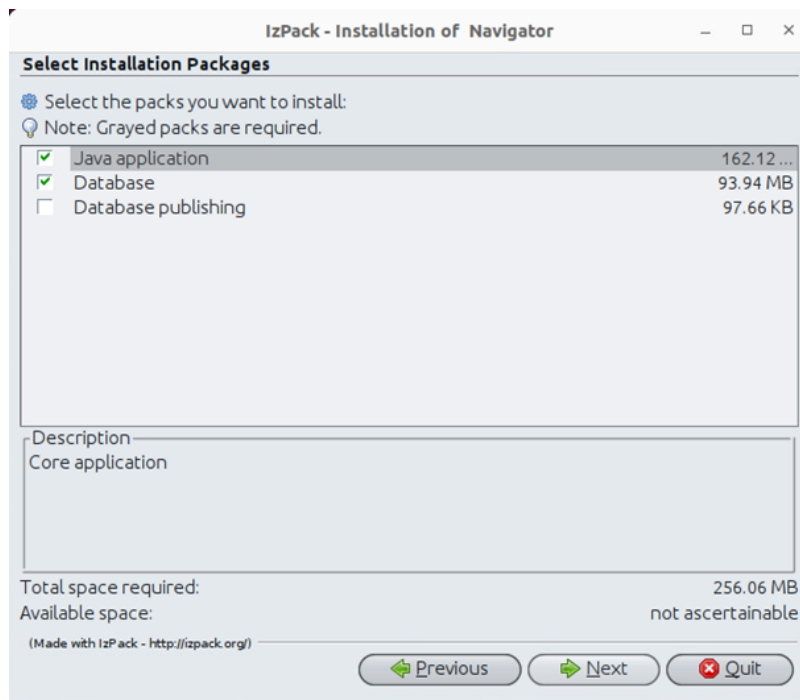 IzPack - Installation of Navigator
Select Installation Packages
Select the packs you want to install:
Note: Grayed packs are required.
Java application 162.12 ...
Database 93.94 MB
Database publishing 97.66 KB
Description
Core application
Total space required: 256.06 MB
Available space: not ascertainable
(Made with IzPack - http://izpack.org/)
Previous Next Quit